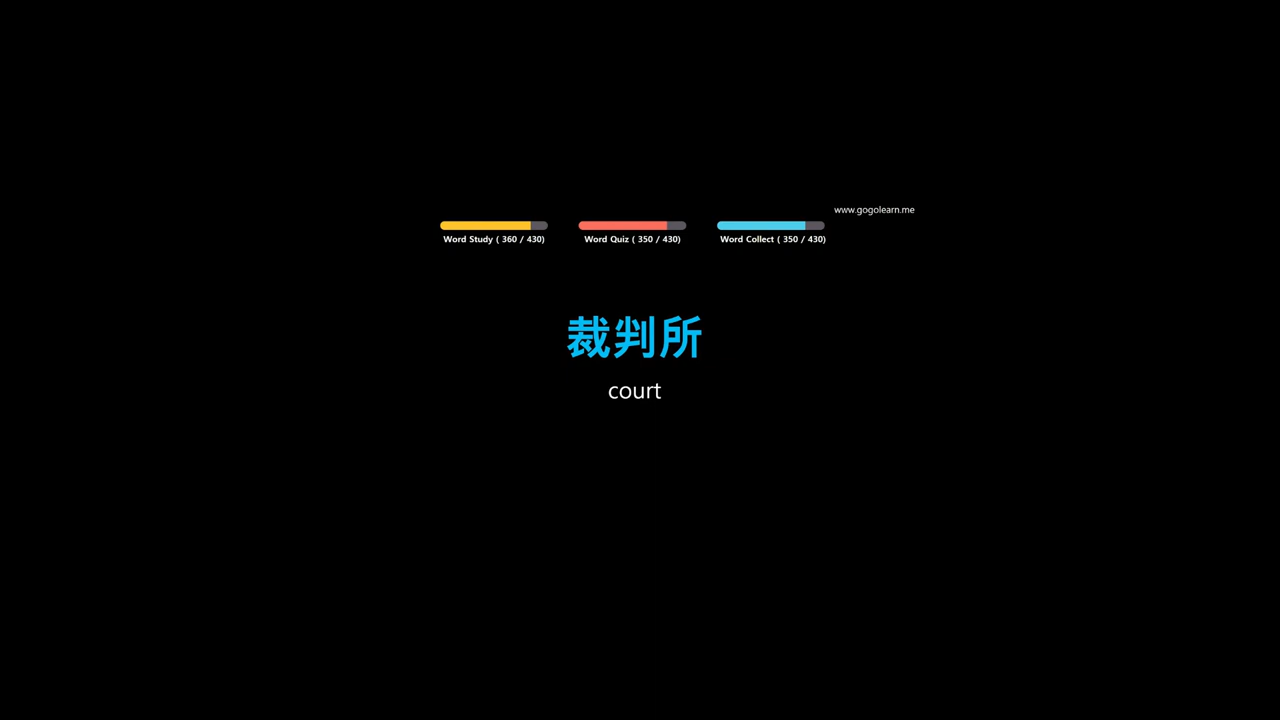 www.gogolearn.me
Word Study ( 360 / 430)
Word Quiz ( 350 / 430)
Word Collect ( 350 / 430)
裁判所
court